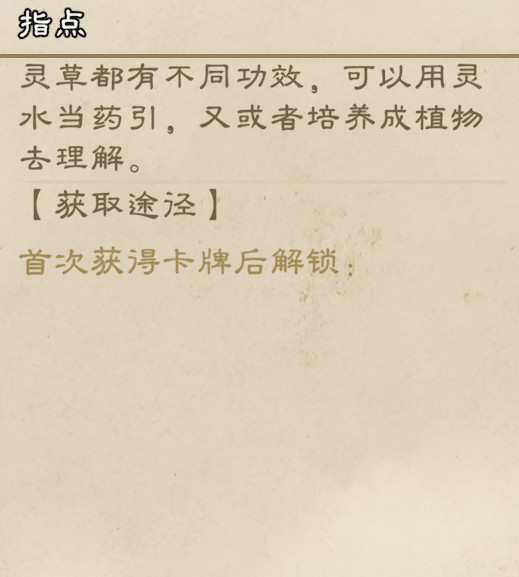 指点
灵草都有不同功效，可以用灵
水当药引，又或者培养成植物
去理解。
【获取途径】
首次获得卡牌后解锁：